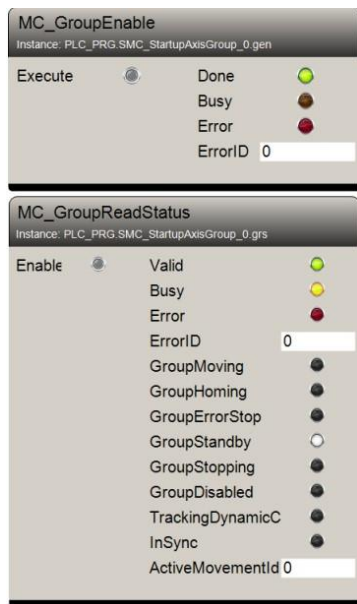 MC_GroupEnable
Instance: PLC_PRG.SMC_StartupAxisGroup_0.gen
Execute Done
Busy
Error
ErrorID 0
MC_GroupReadStatus
Instance: PLC_PRG.SMC_StartupAxisGroup_0.grs
Enable Valid
Busy
Error
ErrorID 0
GroupMoving
GroupHoming
GroupErrorStop
GroupStandby
GroupStopping
GroupDisabled
TrackingDynamicC
InSync
ActiveMovementId 0